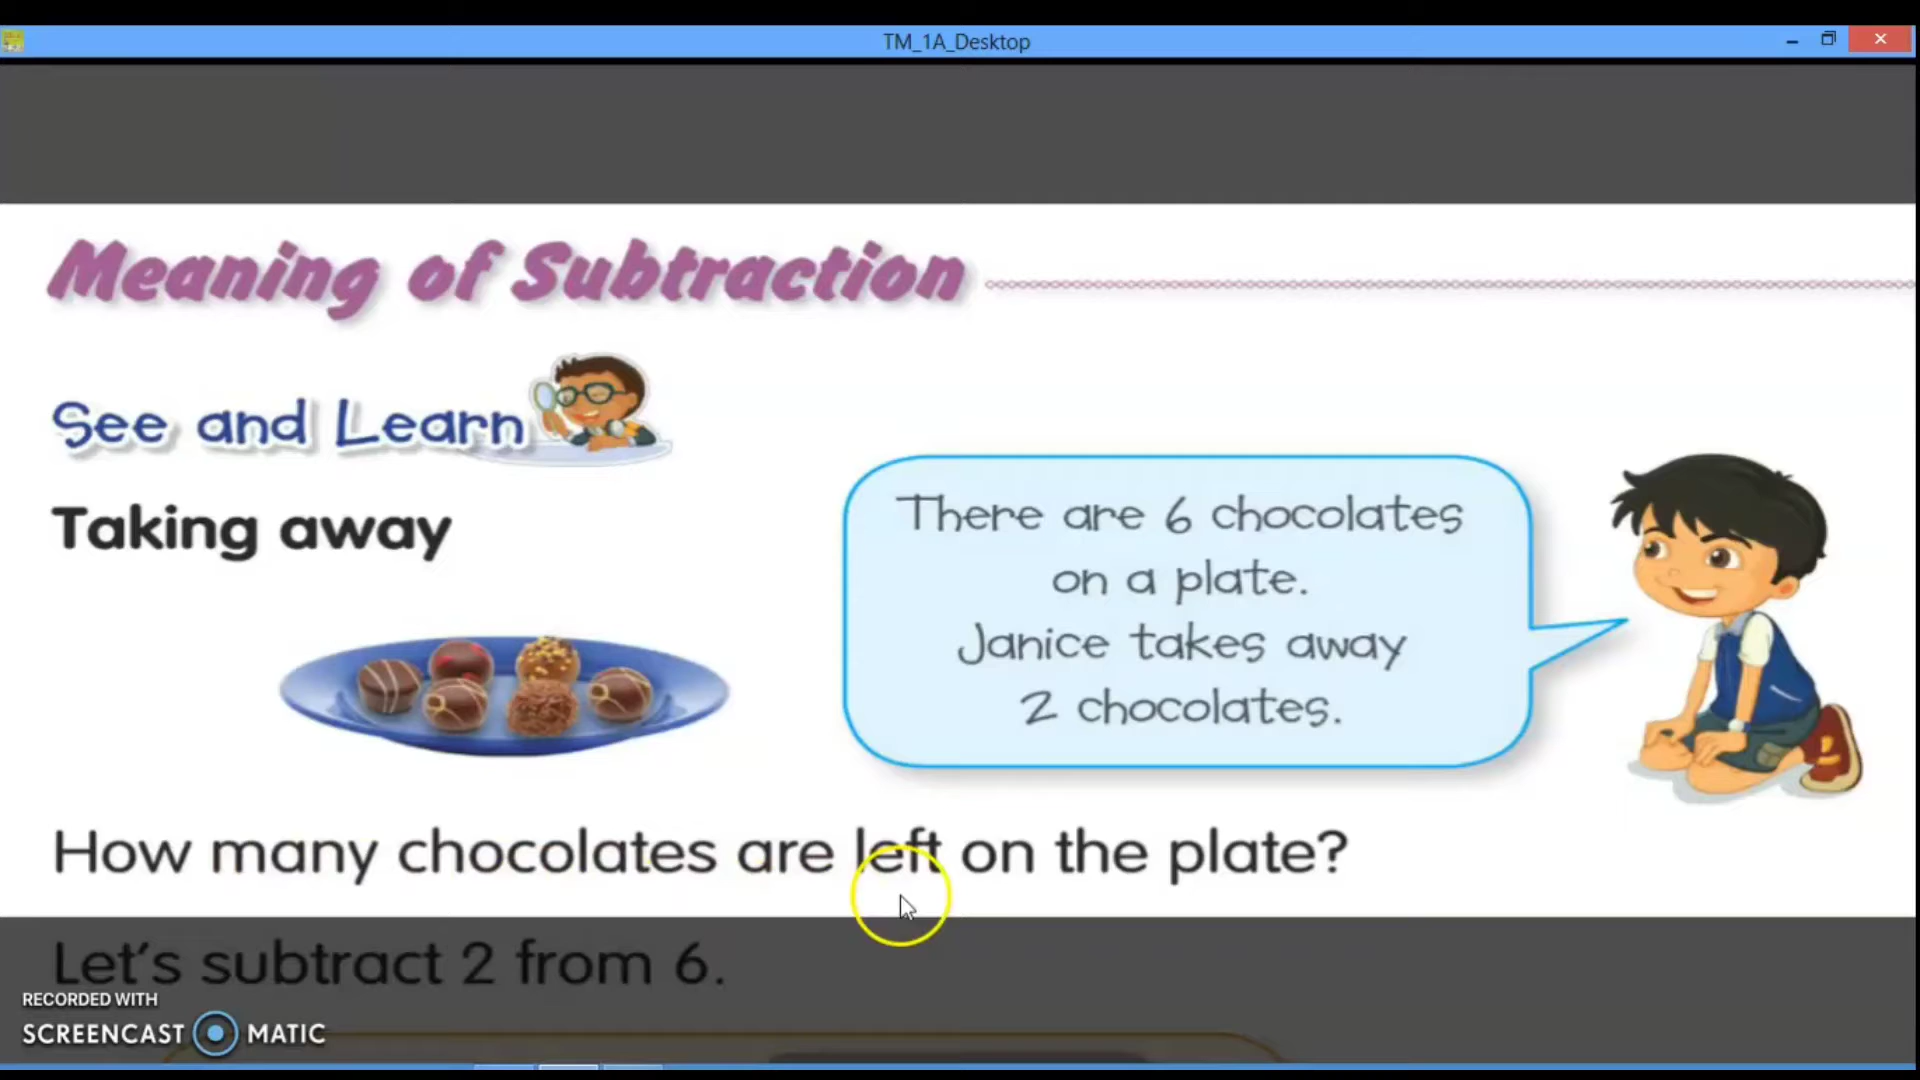 TM_1A_Desktop
Meaning of Subtraction
See and Learn
Taking away
There are 6 chocolates
on a plate.
Janice takes away
2 chocolates.
How many chocolates are left on the plate?
Let's subtract 2 from 6.
RECORDED WITH
SCREENCAST MATIC